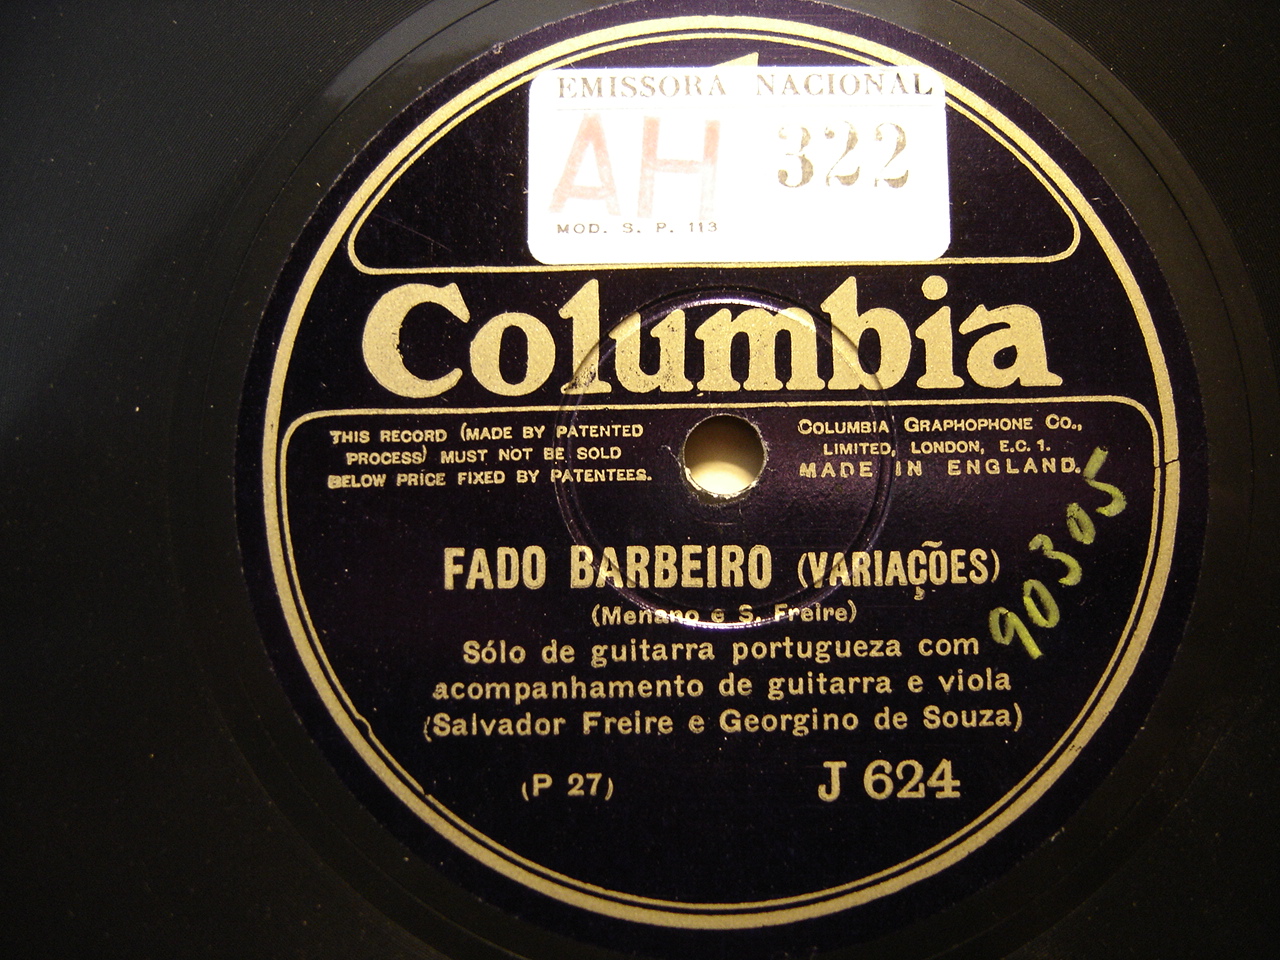 EMISSORA NACIONAL
AH 322
MOD. S. P. 113
Columbia
THIS RECORD (MADE BY PATENTED
PROCESS) MUST NOT BE SOLD
BELOW PRICE FIXED BY PATENTEES.
COLUMBIA GRAPHOPHONE CO.,
LIMITED, LONDON, E.C. 1.
MADE IN ENGLAND.
90305
FADO BARBEIRO (VARIAÇÕES)
(Menano e S. Freire)
Sólo de guitarra portugueza com
acompanhamento de guitarra e viola
(Salvador Freire e Georgino de Souza)
(P 27) J 624